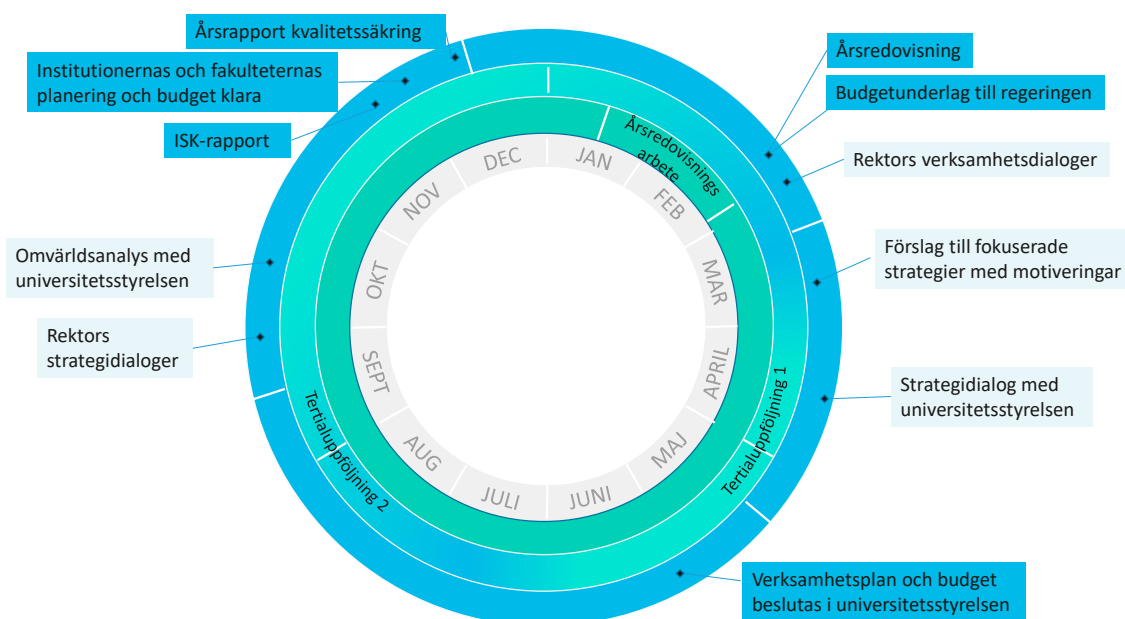 Årsrapport kvalitetssäkring
Institutionernas och fakulteternas
planering och budget klara
ISK-rapport
Omvärldsanalys med
universitetsstyrelsen
Rektors
strategidialoger
Årsredovisning
Budgetunderlag till regeringen
Rektors verksamhetsdialoger
Förslag till fokuserade
strategier med motiveringar
Strategidialog med
universitetsstyrelsen
Verksamhetsplan och budget
beslutas i universitetsstyrelsen
Årsredovisnings
arbete
Tertialuppföljning 1
Tertialuppföljning 2
JAN
FEB
MAR
APRIL
MAJ
JUNI
JULI
AUG
SEPT
OKT
NOV
DEC